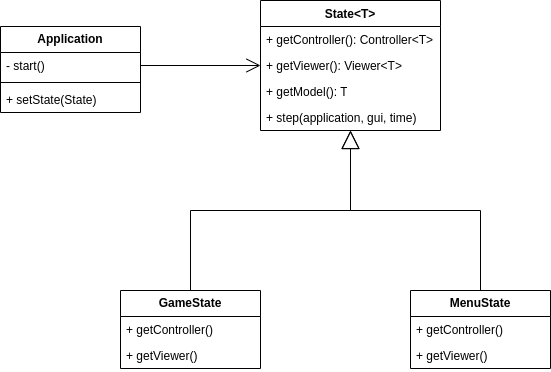 Application
- start()
+ setState(State)
State<T>
+ getController(): Controller<T>
+ getViewer(): Viewer<T>
+ getModel(): T
+ step(application, gui, time)
GameState
+ getController()
+ getViewer()
MenuState
+ getController()
+ getViewer()